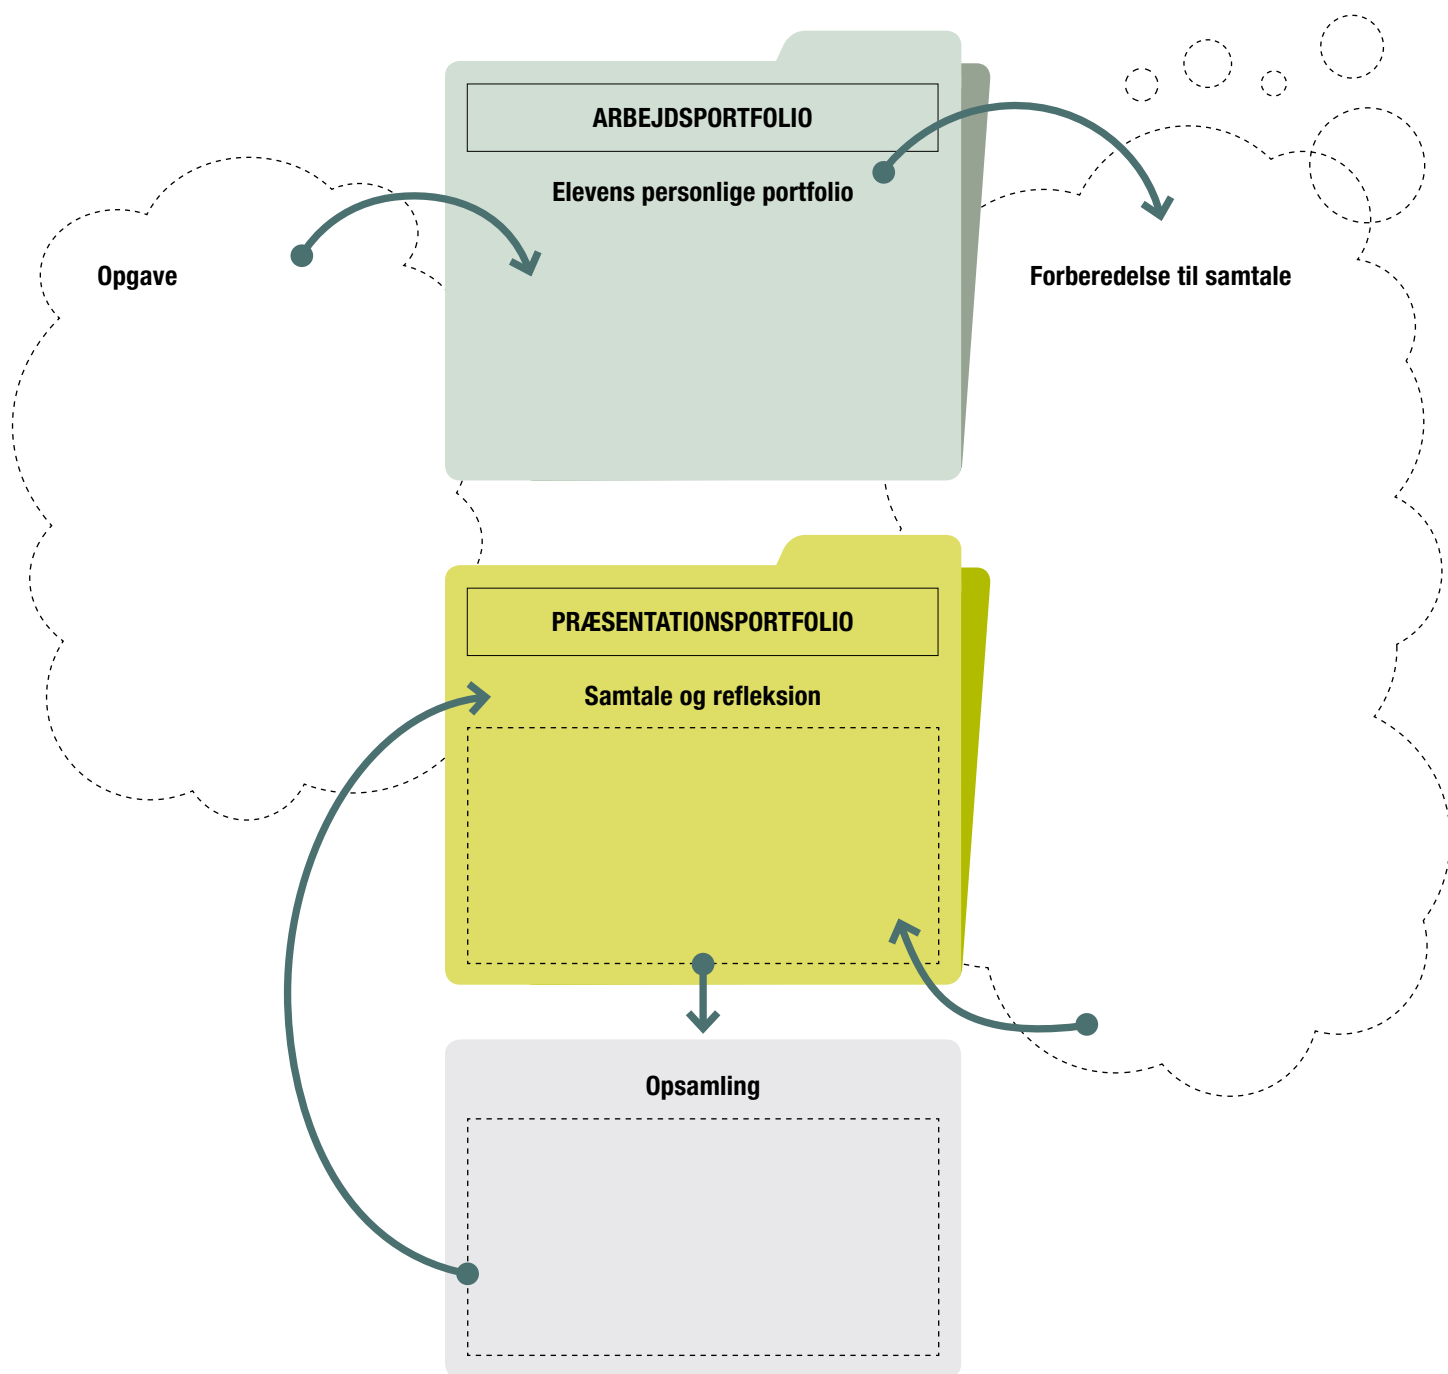 ARBEJDSPORTFOLIO
Elevens personlige portfolio
Opgave
Forberedelse til samtale
PRÆSENTATIONSPORTFOLIO
Samtale og refleksion
Opsamling